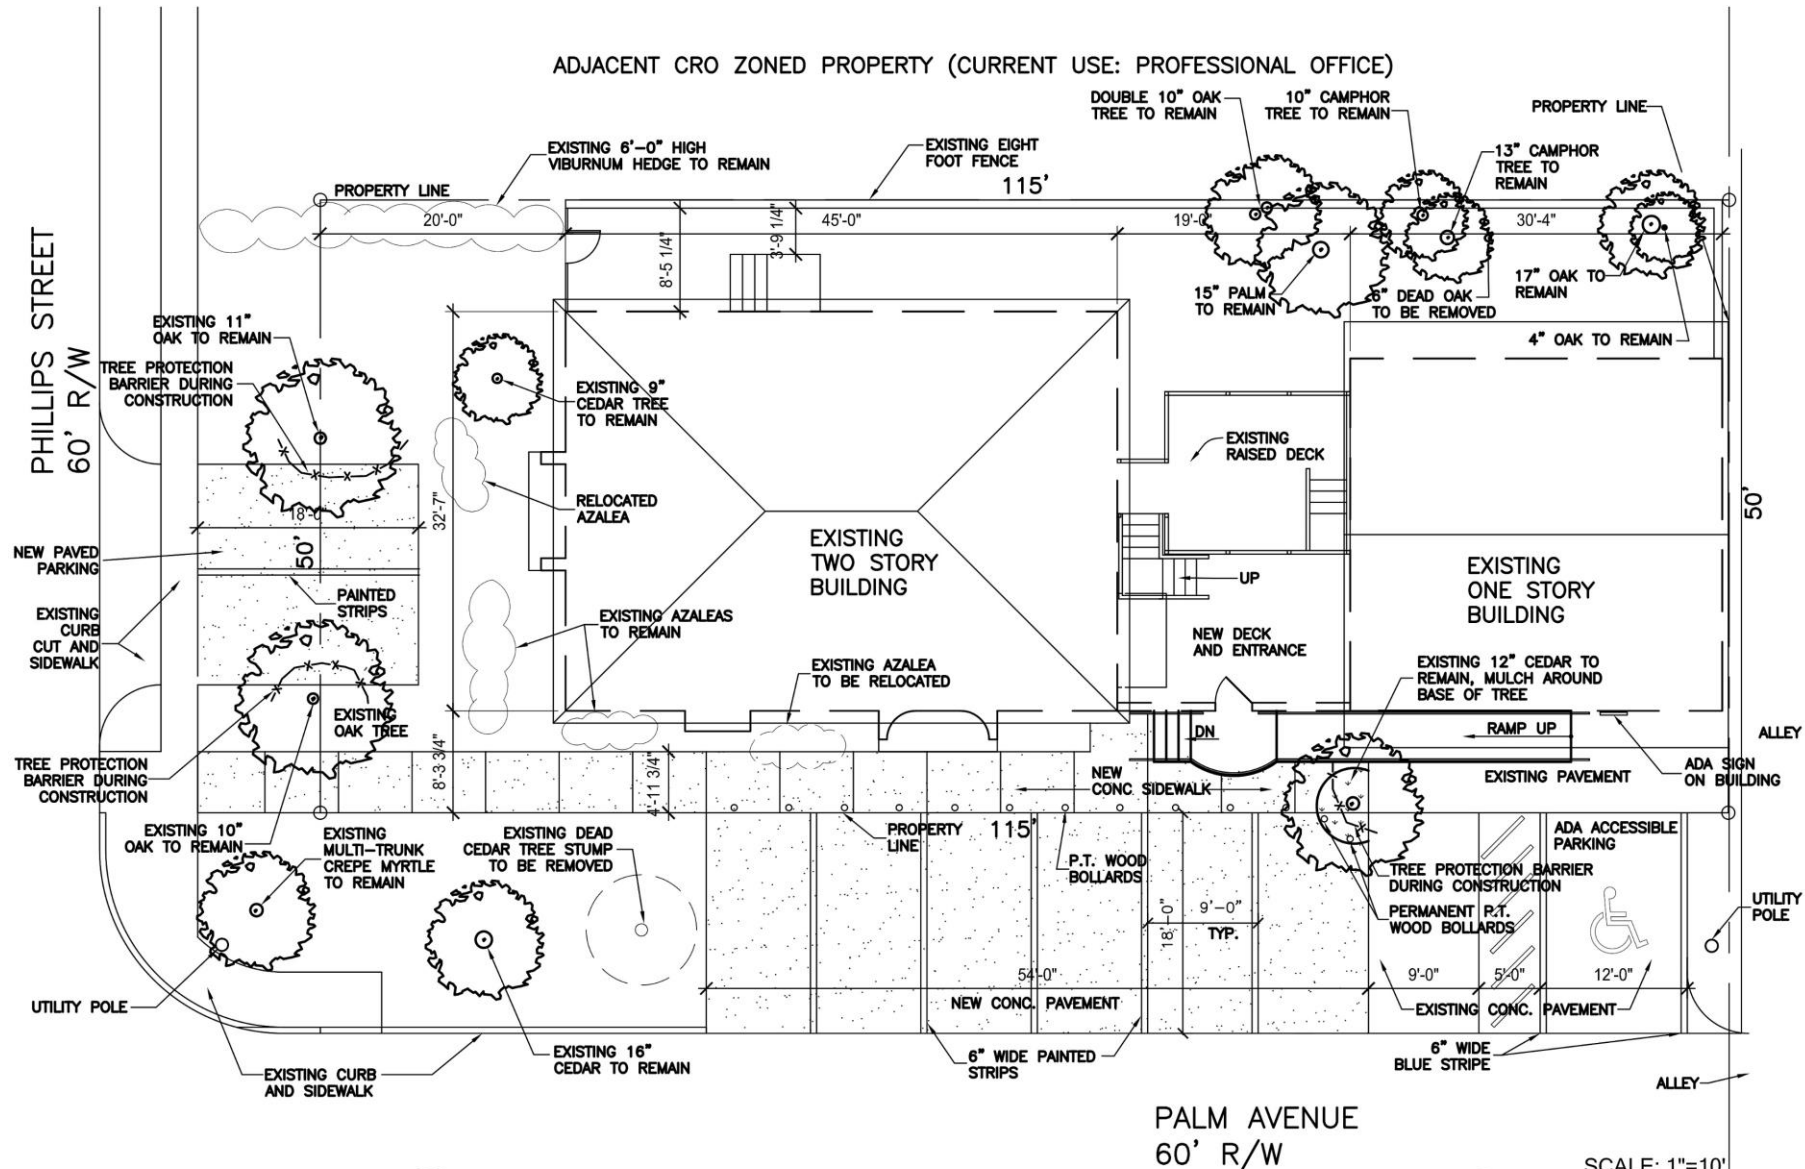 ADJACENT CRO ZONED PROPERTY (CURRENT USE: PROFESSIONAL OFFICE)
DOUBLE 10" OAK
TREE TO REMAIN
10" CAMPHOR
TREE TO REMAIN
PROPERTY LINE
EXISTING 6'-0" HIGH
VIBURNUM HEDGE TO REMAIN
EXISTING EIGHT
FOOT FENCE
13" CAMPHOR
TREE TO
REMAIN
PROPERTY LINE
115'
20'-0"
45'-0"
19'-0"
30'-4"
3'-9 1/4"
8'-5 1/4"
PHILLIPS STREET
60' R/W
15" PALM
TO REMAIN
6" DEAD OAK
TO BE REMOVED
17" OAK TO
REMAIN
4" OAK TO REMAIN
EXISTING 11"
OAK TO REMAIN
TREE PROTECTION
BARRIER DURING
CONSTRUCTION
EXISTING 9"
CEDAR TREE
TO REMAIN
EXISTING
RAISED DECK
RELOCATED
AZALEA
32'-7"
18'-0"
50'
50'
NEW PAVED
PARKING
EXISTING
TWO STORY
BUILDING
EXISTING
ONE STORY
BUILDING
UP
PAINTED
STRIPS
EXISTING
CURB
CUT AND
SIDEWALK
EXISTING AZALEAS
TO REMAIN
NEW DECK
AND ENTRANCE
EXISTING AZALEA
TO BE RELOCATED
EXISTING 12" CEDAR TO
REMAIN, MULCH AROUND
BASE OF TREE
EXISTING
OAK TREE
DN
RAMP UP
ALLEY
TREE PROTECTION
BARRIER DURING
CONSTRUCTION
8'-3 3/4"
4'-11 3/4"
NEW
CONC. SIDEWALK
EXISTING PAVEMENT
ADA SIGN
ON BUILDING
EXISTING 10"
OAK TO REMAIN
EXISTING
MULTI-TRUNK
CREPE MYRTLE
TO REMAIN
EXISTING DEAD
CEDAR TREE STUMP
TO BE REMOVED
PROPERTY
LINE
115'
P.T. WOOD
BOLLARDS
ADA ACCESSIBLE
PARKING
TREE PROTECTION BARRIER
DURING CONSTRUCTION
PERMANENT P.T.
WOOD BOLLARDS
UTILITY
POLE
18'-0"
9'-0"
TYP.
54'-0"
9'-0"
5'-0"
12'-0"
UTILITY POLE
NEW CONC. PAVEMENT
EXISTING CONC. PAVEMENT
EXISTING CURB
AND SIDEWALK
EXISTING 16"
CEDAR TO REMAIN
6" WIDE PAINTED
STRIPS
6" WIDE
BLUE STRIPE
ALLEY
PALM AVENUE
60' R/W
SCALE: 1"=10'